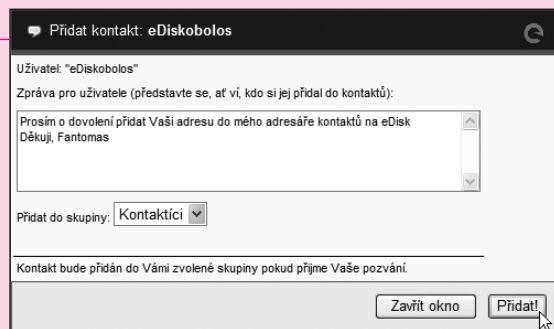 Přidat kontakt: eDiskobolos
Uživatel: "eDiskobolos"
Zpráva pro uživatele (představte se, ať ví, kdo si jej přidal do kontaktů):
Prosím o dovolení přidat Vaši adresu do mého adresáře kontaktů na eDisk
Děkuji, Fantomas
Přidat do skupiny: Kontaktíci
Kontakt bude přidán do Vámi zvolené skupiny pokud přijme Vaše pozvání.
Zavřít okno Přidat!